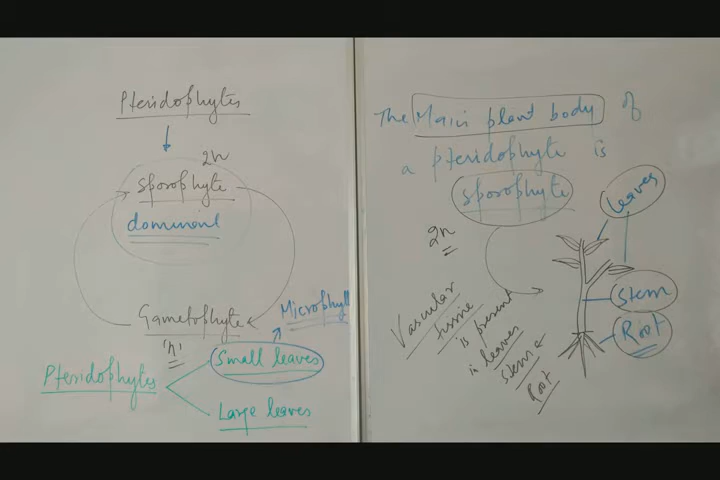 Pteridophytes
2n
Sporophyte
dominent
Gametophyte
'n'
Microphyll
Pteridophytes
Small leaves
Large leaves
The Main plant body of
a pteridophyte is
sporophyte
2n
Vascular
tissue
is present
in leaves
stem &
Root
leaves
Stem
Root